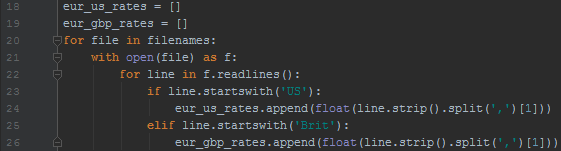 18 eur_us_rates = []
19 eur_gbp_rates = []
20 for file in filenames:
21     with open(file) as f:
22         for line in f.readlines():
23             if line.startswith('US'):
24                 eur_us_rates.append(float(line.strip().split(',')[1]))
25             elif line.startswith('Brit'):
26                 eur_gbp_rates.append(float(line.strip().split(',')[1]))